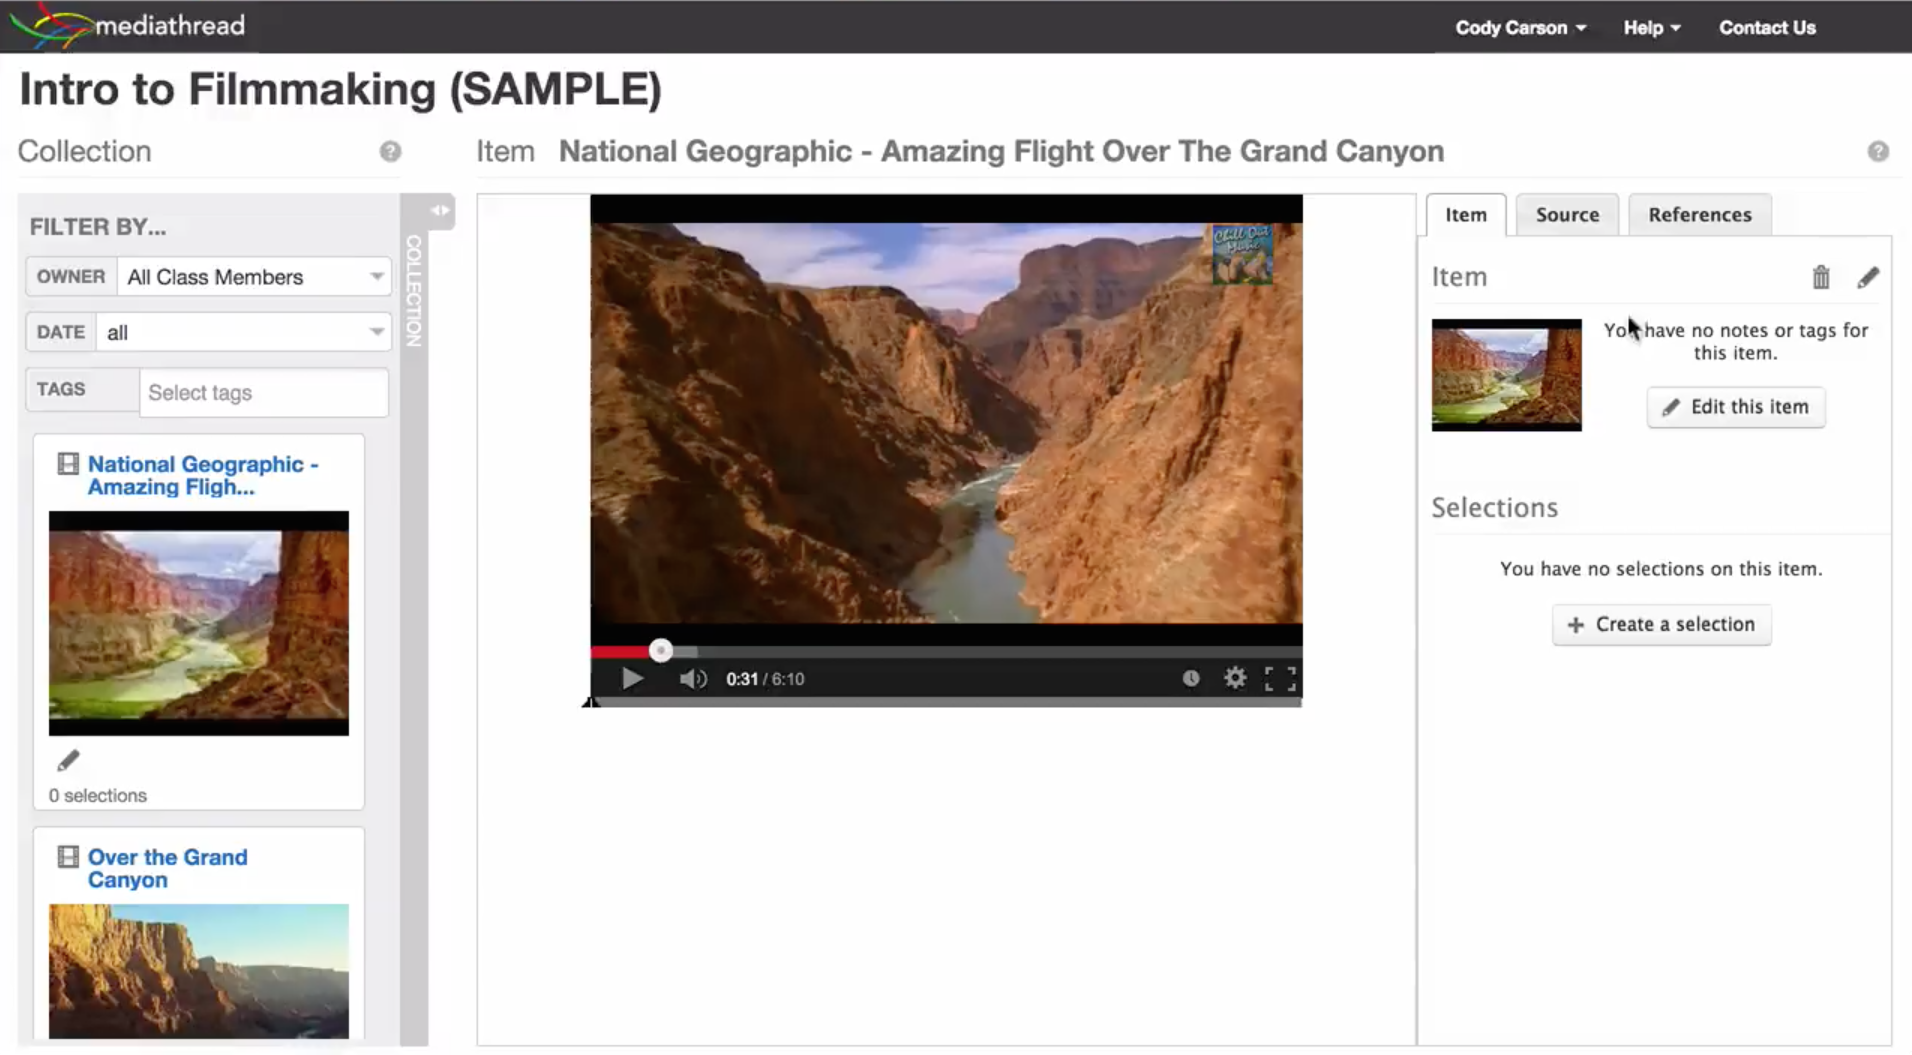 mediathread
Cody Carson
Help
Contact Us
Intro to Filmmaking (SAMPLE)
Collection
Item National Geographic - Amazing Flight Over The Grand Canyon
FILTER BY...
OWNER All Class Members
DATE all
TAGS Select tags
COLLECTION
National Geographic -
Amazing Fligh...
0 selections
Over the Grand
Canyon
Chill Out
Music
0:31 / 6:10
Item
Source
References
Item
You have no notes or tags for
this item.
Edit this item
Selections
You have no selections on this item.
Create a selection